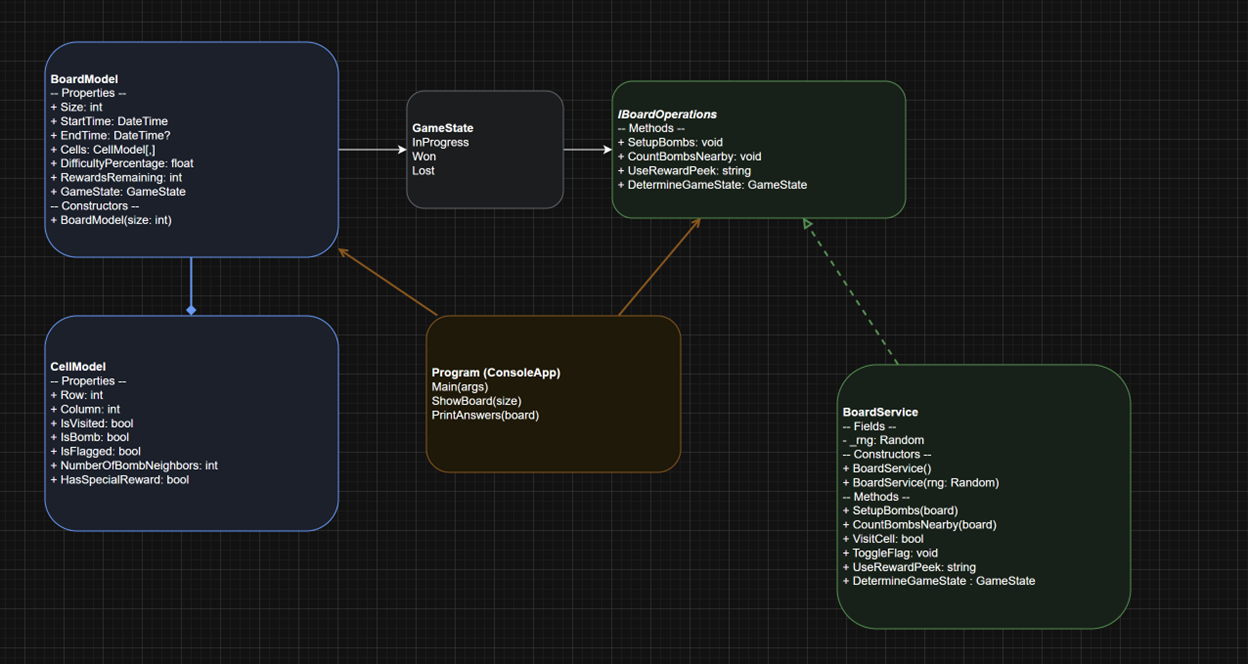 BoardModel
-- Properties --
+ Size: int
+ StartTime: DateTime
+ EndTime: DateTime?
+ Cells: CellModel[,]
+ DifficultyPercentage: float
+ RewardsRemaining: int
+ GameState: GameState
-- Constructors --
+ BoardModel(size: int)
GameState
InProgress
Won
Lost
IBoardOperations
-- Methods --
+ SetupBombs: void
+ CountBombsNearby: void
+ UseRewardPeek: string
+ DetermineGameState: GameState
CellModel
-- Properties --
+ Row: int
+ Column: int
+ IsVisited: bool
+ IsBomb: bool
+ IsFlagged: bool
+ NumberOfBombNeighbors: int
+ HasSpecialReward: bool
Program (ConsoleApp)
Main(args)
ShowBoard(size)
PrintAnswers(board)
BoardService
-- Fields --
- _rng: Random
-- Constructors --
+ BoardService()
+ BoardService(rng: Random)
-- Methods --
+ SetupBombs(board)
+ CountBombsNearby(board)
+ VisitCell: bool
+ ToggleFlag: void
+ UseRewardPeek: string
+ DetermineGameState : GameState